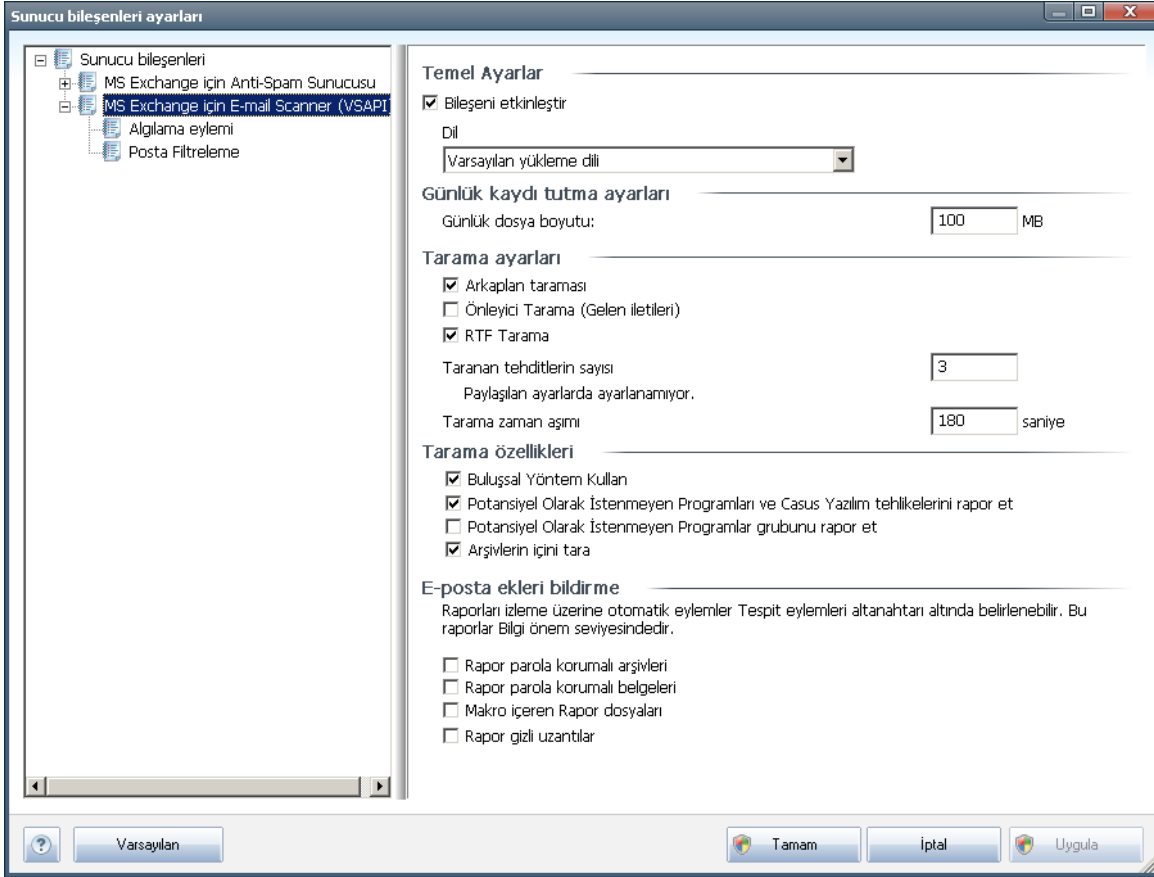 Sunucu bileşenleri ayarları
Sunucu bileşenleri
MS Exchange için Anti-Spam Sunucusu
MS Exchange için E-mail Scanner (VSAPI)
Algılama eylemi
Posta Filtreleme
Temel Ayarlar
Bileşeni etkinleştir
Dil
Varsayılan yükleme dili
Günlük kaydı tutma ayarları
Günlük dosya boyutu: 100 MB
Tarama ayarları
Arkaplan taraması
Önleyici Tarama (Gelen iletileri)
RTF Tarama
Taranan tehditlerin sayısı 3
Paylaşılan ayarlarda ayarlanamıyor.
Tarama zaman aşımı 180 saniye
Tarama özellikleri
Buluşsal Yöntem Kullan
Potansiyel Olarak İstenmeyen Programları ve Casus Yazılım tehlikelerini rapor et
Potansiyel Olarak İstenmeyen Programlar grubunu rapor et
Arşivlerin içini tara
E-posta ekleri bildirme
Raporları izleme üzerine otomatik eylemler Tespit eylemleri altanahtarı altında belirlenebilir. Bu
raporlar Bilgi önem seviyesindedir.
Rapor parola korumalı arşivleri
Rapor parola korumalı belgeleri
Makro içeren Rapor dosyaları
Rapor gizli uzantılar
? Varsayılan Tamam İptal Uygula